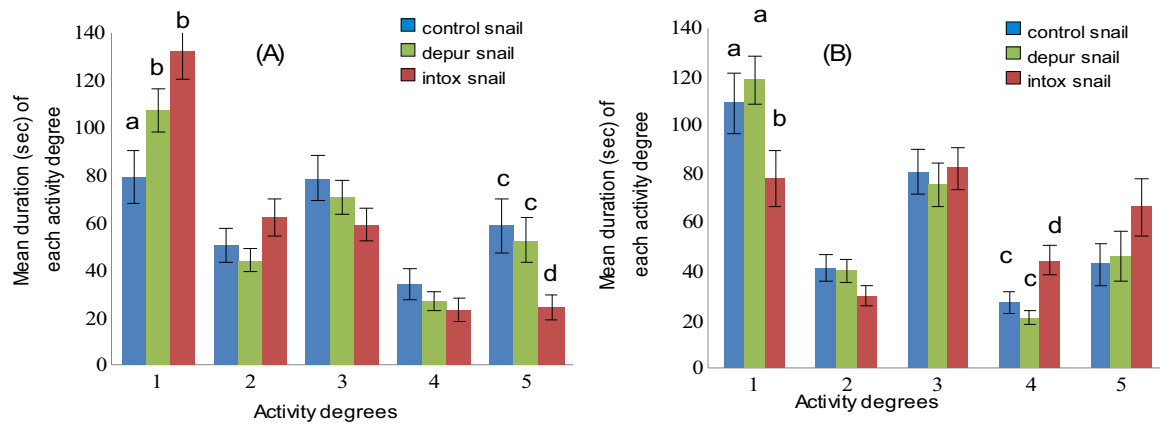 140
120
100
80
60
40
20
0
Mean duration (sec) of
each activity degree
(A)
control snail
depur snail
intox snail
a
b
b
c
c
d
1 2 3 4 5
Activity degrees
140
120
100
80
60
40
20
0
Mean duration (sec) of
each activity degree
(B)
control snail
depur snail
intox snail
a
a
b
c
c
d
1 2 3 4 5
Activity degrees